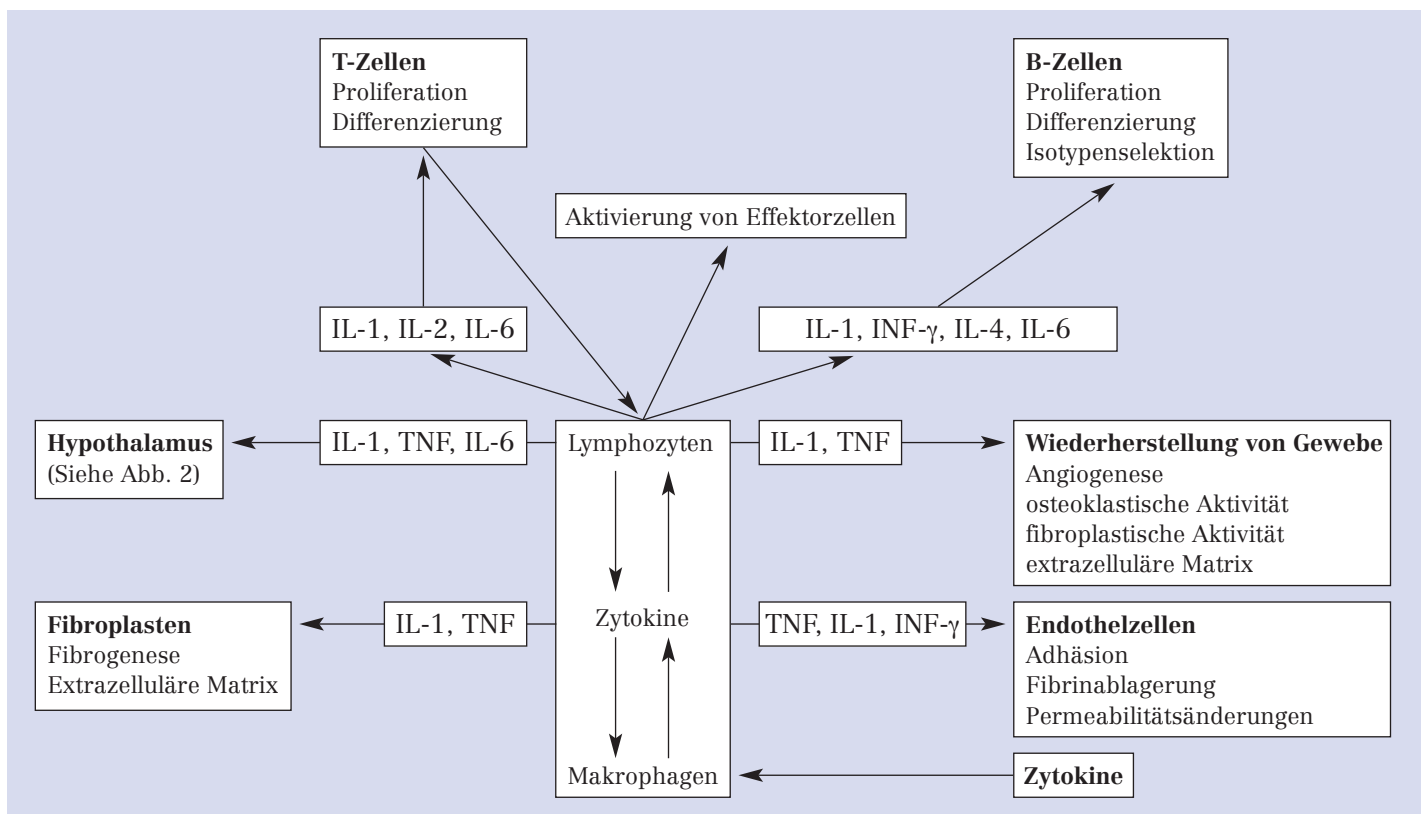 T-Zellen
Proliferation
Differenzierung
B-Zellen
Proliferation
Differenzierung
Isotypenselektion
Aktivierung von Effektorzellen
IL-1, IL-2, IL-6
IL-1, INF-γ, IL-4, IL-6
Hypothalamus
(Siehe Abb. 2)
IL-1, TNF, IL-6
Lymphozyten
IL-1, TNF
Wiederherstellung von Gewebe
Angiogenese
osteoklastische Aktivität
fibroplastische Aktivität
extrazelluläre Matrix
Fibroplasten
Fibrogenese
Extrazelluläre Matrix
IL-1, TNF
Zytokine
TNF, IL-1, INF-γ
Endothelzellen
Adhäsion
Fibrinablagerung
Permeabilitätsänderungen
Makrophagen
Zytokine